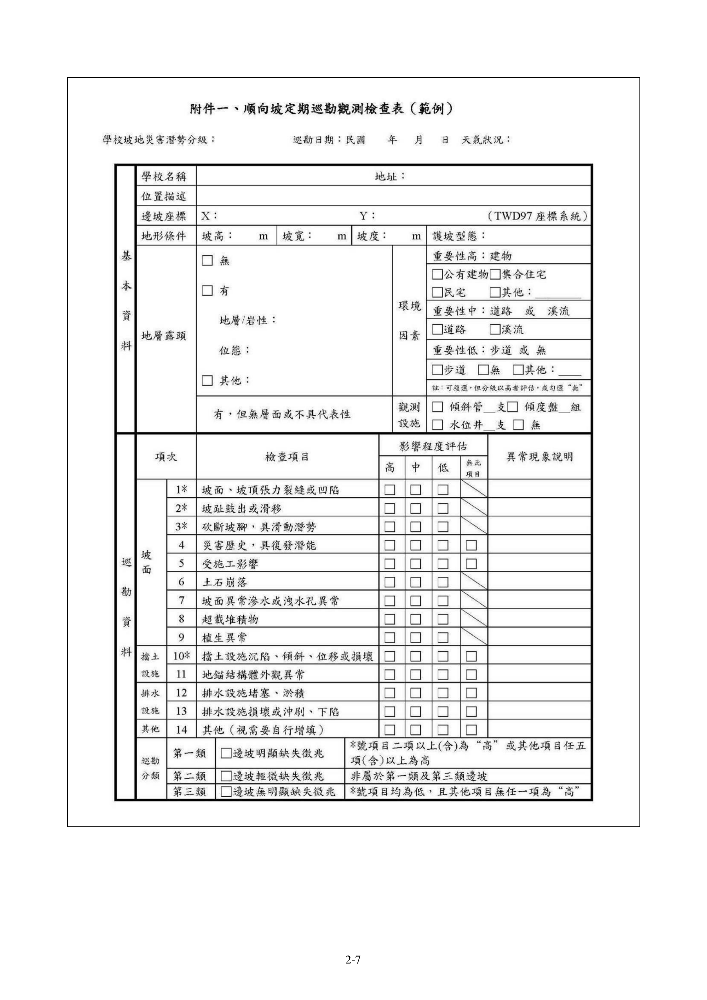 附件一、順向坡定期巡勘觀測檢查表（範例）
學校坡地災害潛勢分級： 巡勘日期：民國 年 月 日 天氣狀況：
基本資料
學校名稱 地址：
位置描述
邊坡座標 X： Y： （TWD97 座標系統）
地形條件 坡高： m 坡寬： m 坡度： m 護坡型態：
地層露頭
□ 無
□ 有
地層/岩性：
位態：
□ 其他：
有，但無層面或不具代表性
環境因素
重要性高：建物
□公有建物□集合住宅
□民宅 □其他：________
重要性中：道路 或 溪流
□道路 □溪流
重要性低：步道 或 無
□步道 □無 □其他：____
註：可複選，但分級以高者評估，或勾選“無”
觀測設施
□ 傾斜管__支□ 傾度盤__組
□ 水位井__支 □ 無
巡勘資料
項次 檢查項目 影響程度評估 異常現象說明
高 中 低 無此項目
坡面
1* 坡面、坡頂張力裂縫或凹陷 □ □ □
2* 坡趾鼓出或滑移 □ □ □
3* 砍斷坡腳，具滑動潛勢 □ □ □
4 災害歷史，具復發潛能 □ □ □ □
5 受施工影響 □ □ □ □
6 土石崩落 □ □ □
7 坡面異常滲水或洩水孔異常 □ □ □
8 超載堆積物 □ □ □
9 植生異常 □ □ □
擋土設施
10* 擋土設施沉陷、傾斜、位移或損壞 □ □ □ □
11 地錨結構體外觀異常 □ □ □ □
排水設施
12 排水設施堵塞、淤積 □ □ □ □
13 排水設施損壞或沖刷、下陷 □ □ □ □
其他 14 其他（視需要自行增填） □ □ □ □
巡勘分類
第一類 □邊坡明顯缺失徵兆 *號項目二項以上(含)為“高”或其他項目任五
項(含)以上為高
第二類 □邊坡輕微缺失徵兆 非屬於第一類及第三類邊坡
第三類 □邊坡無明顯缺失徵兆 *號項目均為低，且其他項目無任一項為“高”
2-7